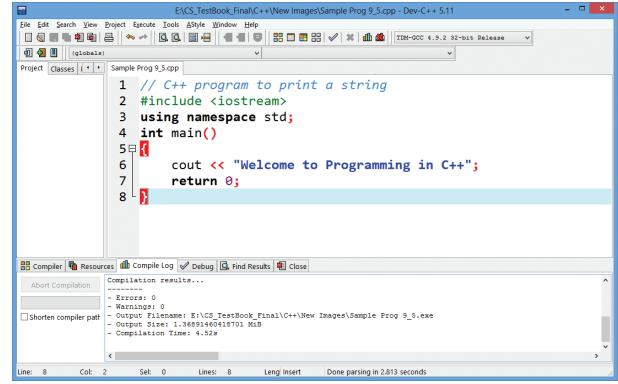 E:\CS_TestBook_Final\C++\New Images\Sample Prog 9_5.cpp - Dev-C++ 5.11
File Edit Search View Project Execute Tools AStyle Window Help
TDM-GCC 4.9.2 32-bit Release
(globals)
Project Classes
Sample Prog 9_5.cpp
1 // C++ program to print a string
2 #include <iostream>
3 using namespace std;
4 int main()
5 {
6 cout << "Welcome to Programming in C++";
7 return 0;
8 }
Compiler Resources Compile Log Debug Find Results Close
Abort Compilation
Shorten compiler path
Compilation results...
--------
- Errors: 0
- Warnings: 0
- Output Filename: E:\CS_TestBook_Final\C++\New Images\Sample Prog 9_5.exe
- Output Size: 1.36891460418701 MiB
- Compilation Time: 4.52s
Line: 8 Col: 2 Sel: 0 Lines: 8 Lengt Insert Done parsing in 2.813 seconds